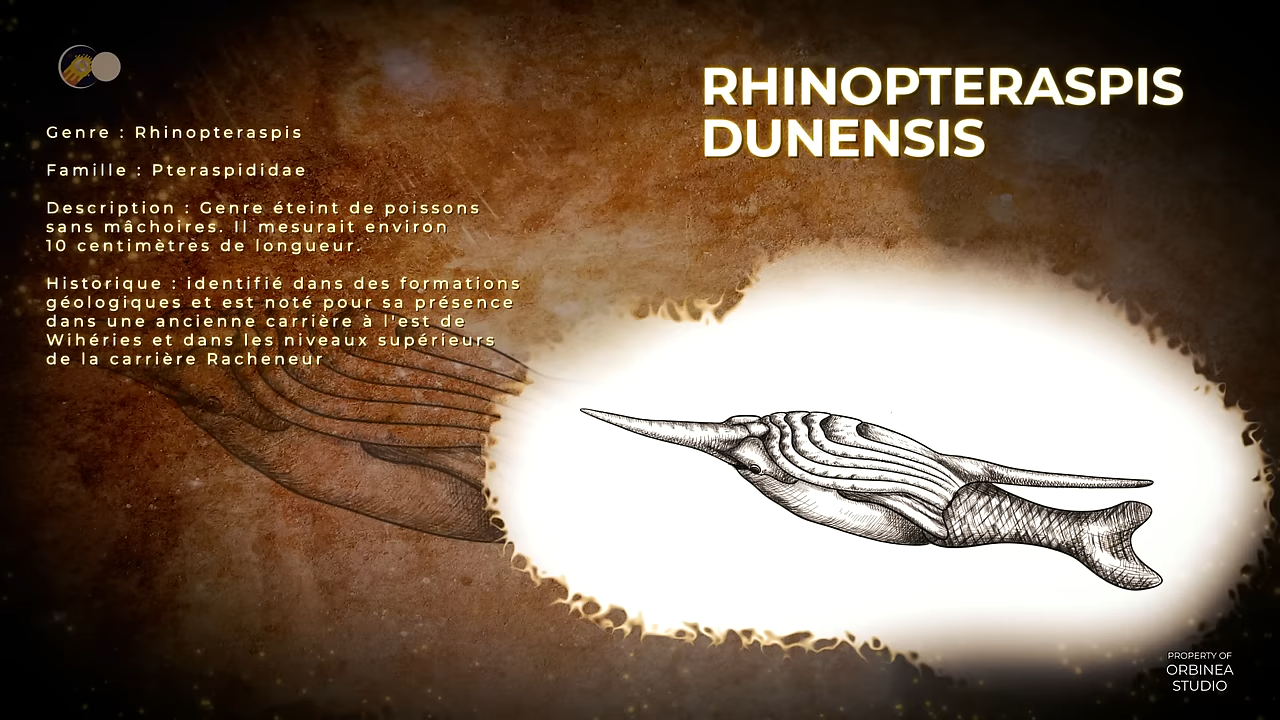 RHINOPTERASPIS
DUNENSIS
Genre : Rhinopteraspis
Famille : Pteraspididae
Description : Genre éteint de poissons
sans mâchoires. Il mesurait environ
10 centimètres de longueur.
Historique : identifié dans des formations
géologiques et est noté pour sa présence
dans une ancienne carrière à l'est de
Wihéries et dans les niveaux supérieurs
de la carrière Racheneur
PROPERTY OF
ORBINEA
STUDIO